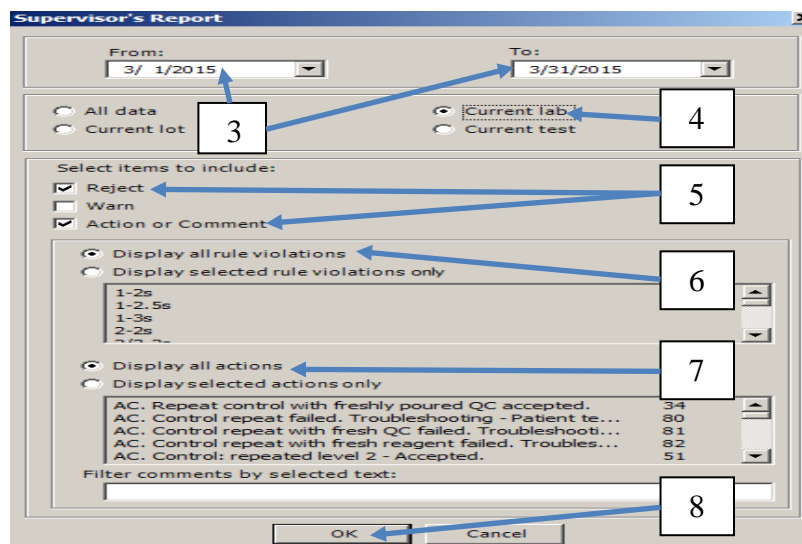 Supervisor's Report
From:
To:
3/ 1/2015
3/31/2015
All data
Current lab
4
Current lot
3
Current test
Select items to include:
Reject
5
Warn
Action or Comment
Display all rule violations
6
Display selected rule violations only
1-2s
1-2.5s
1-3s
2-2s
Display all actions
7
Display selected actions only
AC. Repeat control with freshly poured QC accepted. 34
AC. Control repeat failed. Troubleshooting - Patient te... 80
AC. Control repeat with fresh QC failed. Troubleshooti... 81
AC. Control repeat with fresh reagent failed. Troubles... 82
AC. Control: repeated level 2 - Accepted. 51
Filter comments by selected text:
8
OK
Cancel